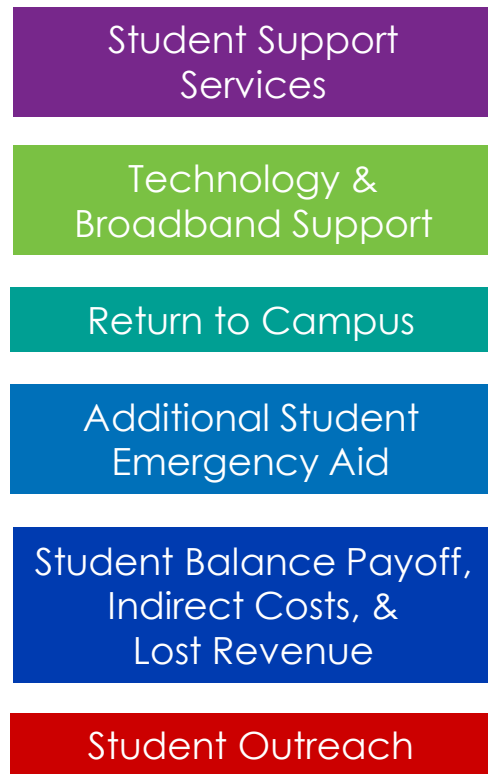 Student Support
Services
Technology &
Broadband Support
Return to Campus
Additional Student
Emergency Aid
Student Balance Payoff,
Indirect Costs, &
Lost Revenue
Student Outreach